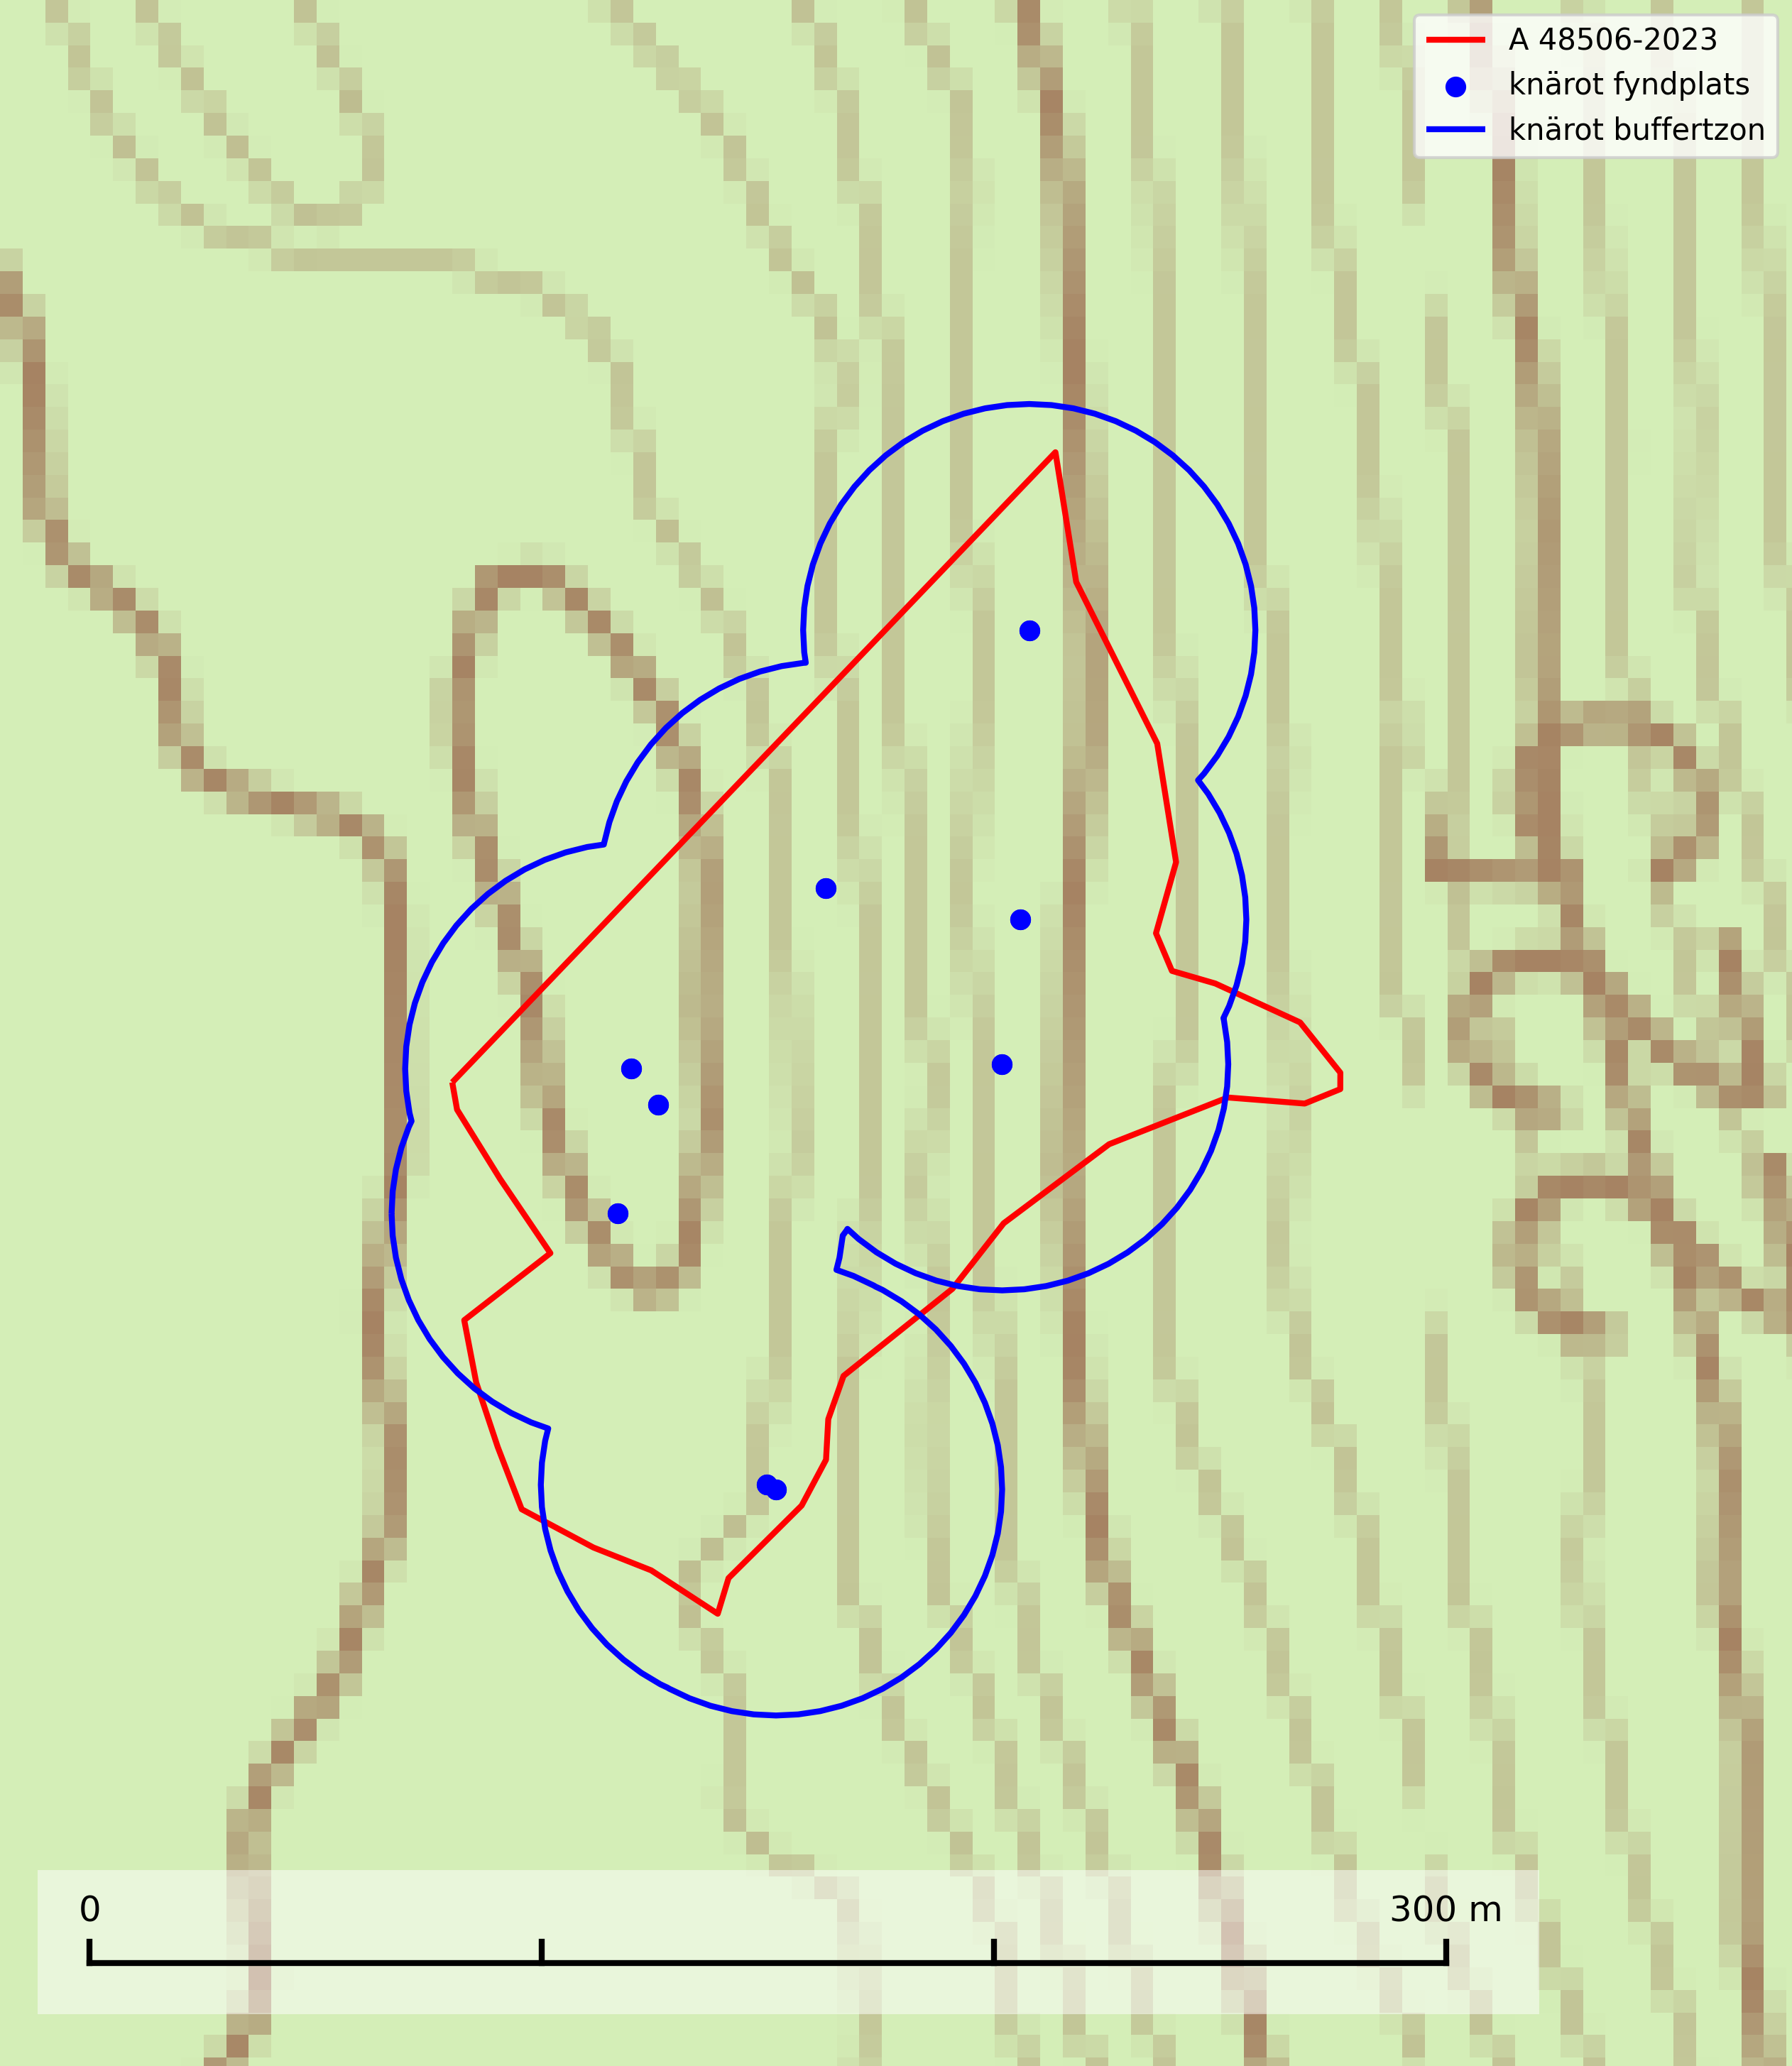 A 48506-2023
knärot fyndplats
knärot buffertzon
0
300 m